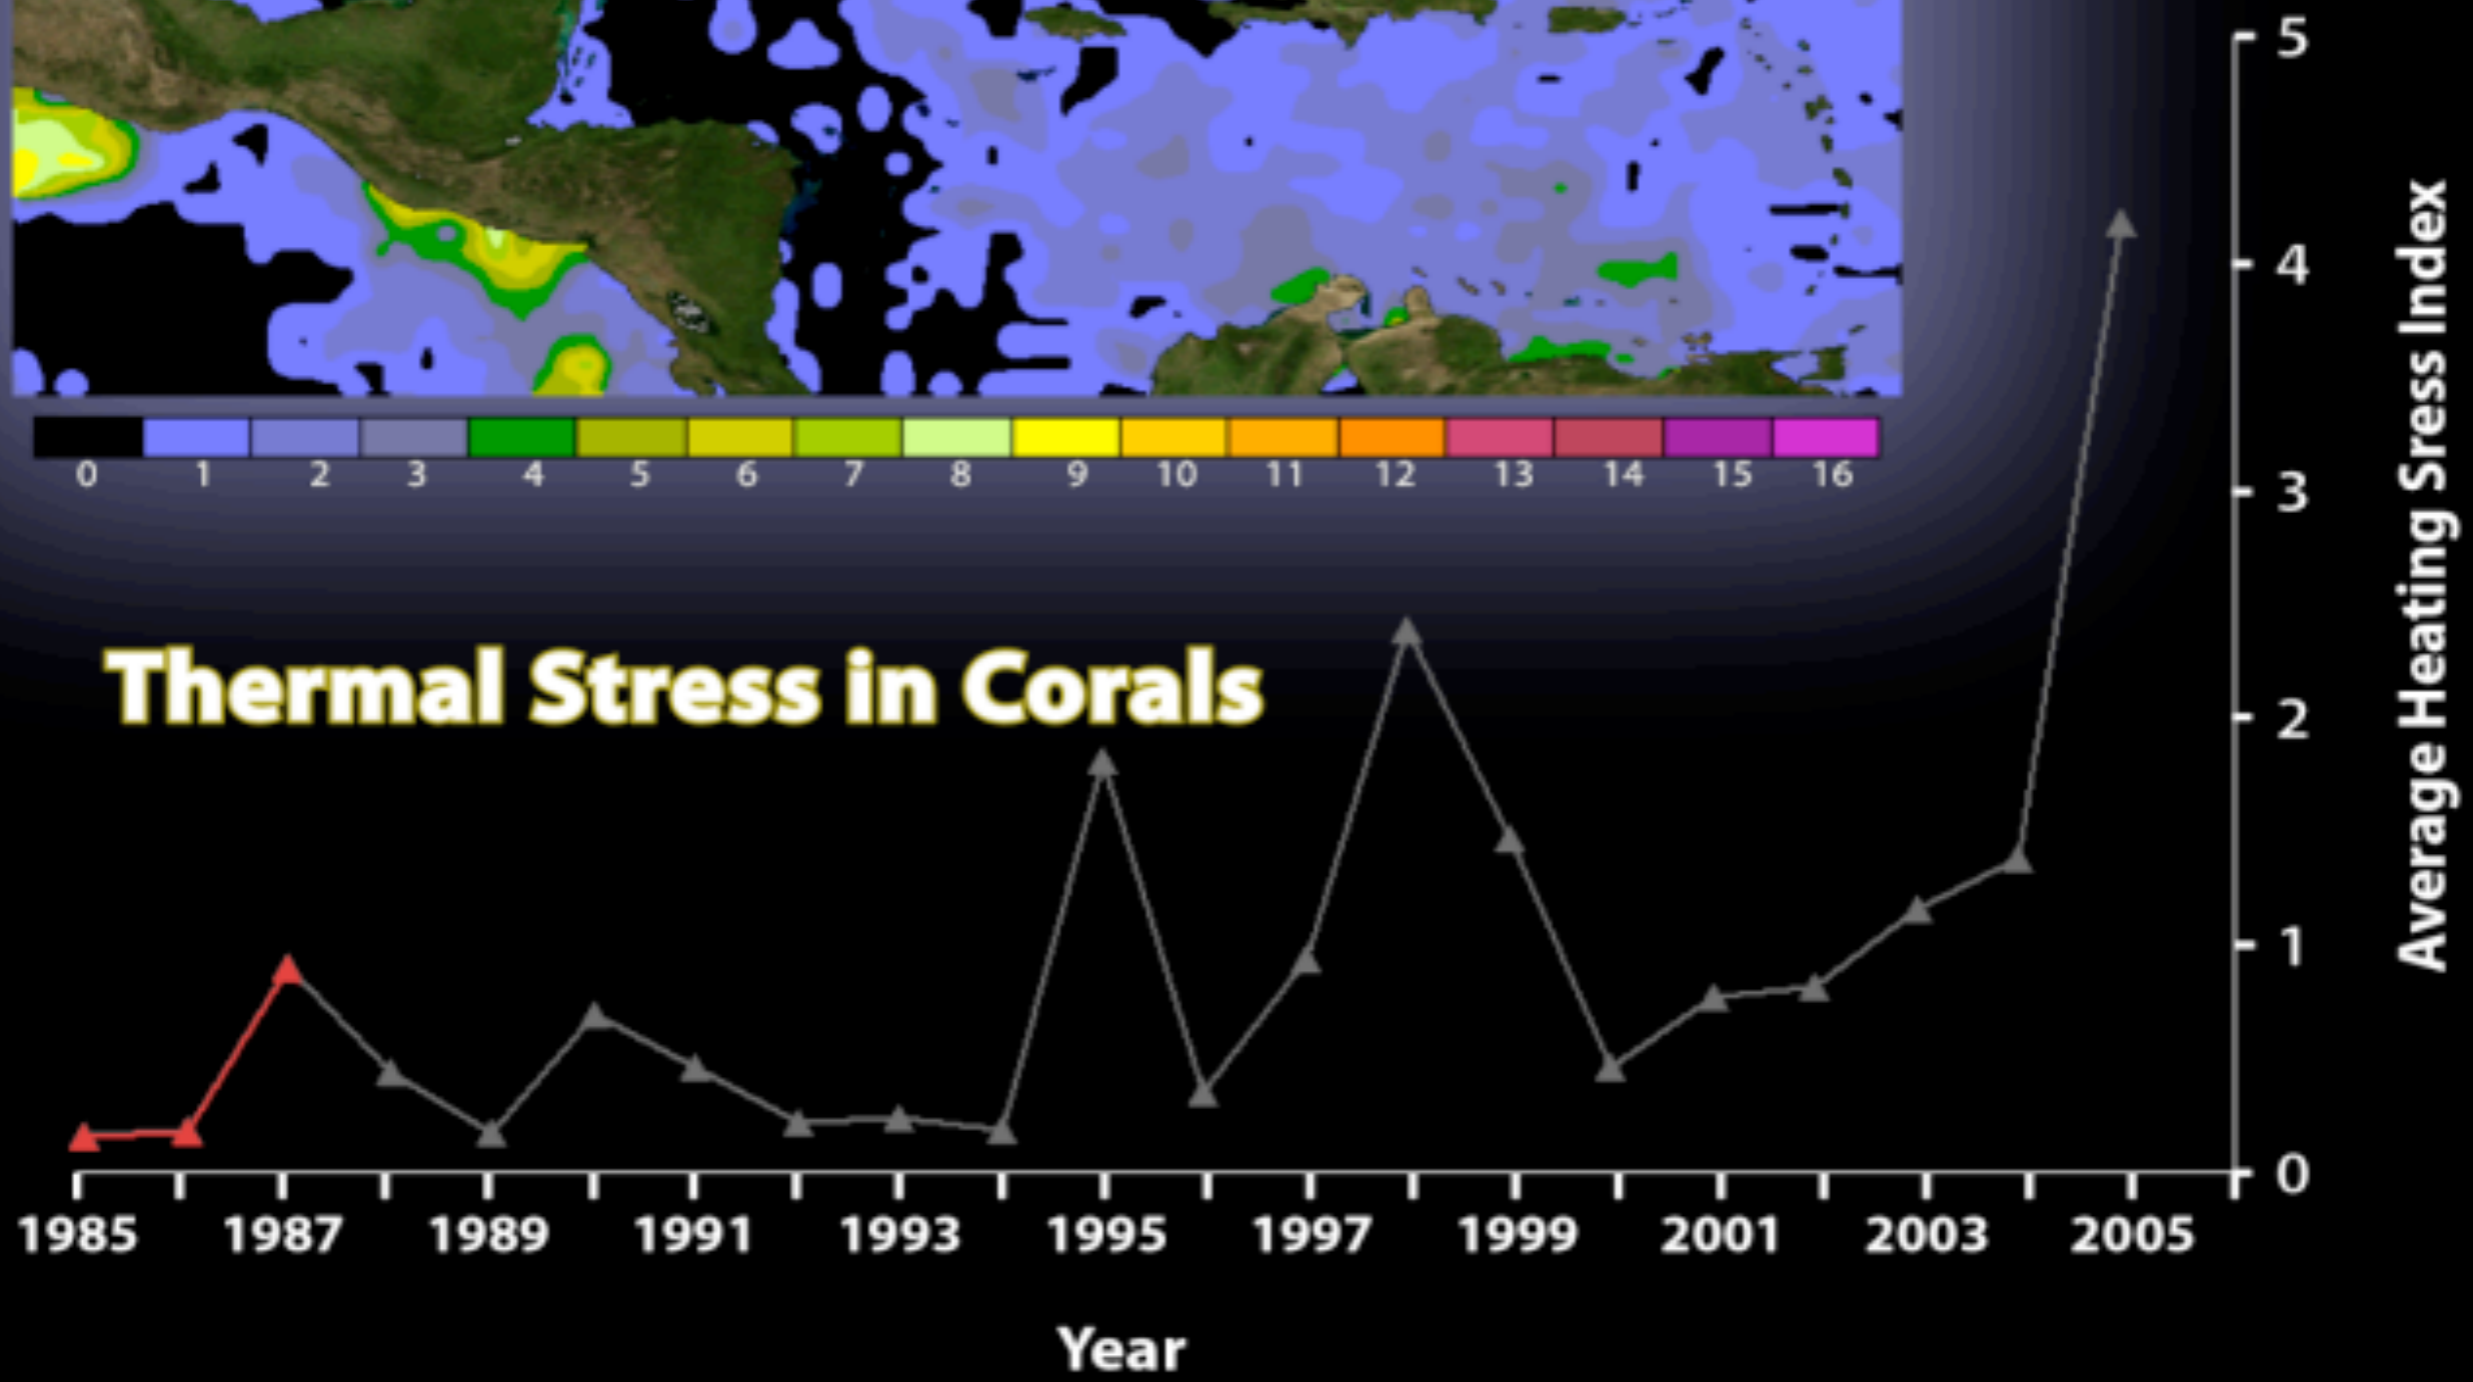 0 1 2 3 4 5 6 7 8 9 10 11 12 13 14 15 16
Thermal Stress in Corals
5
4
3
2
1
0
Average Heating Sress Index
1985 1987 1989 1991 1993 1995 1997 1999 2001 2003 2005
Year